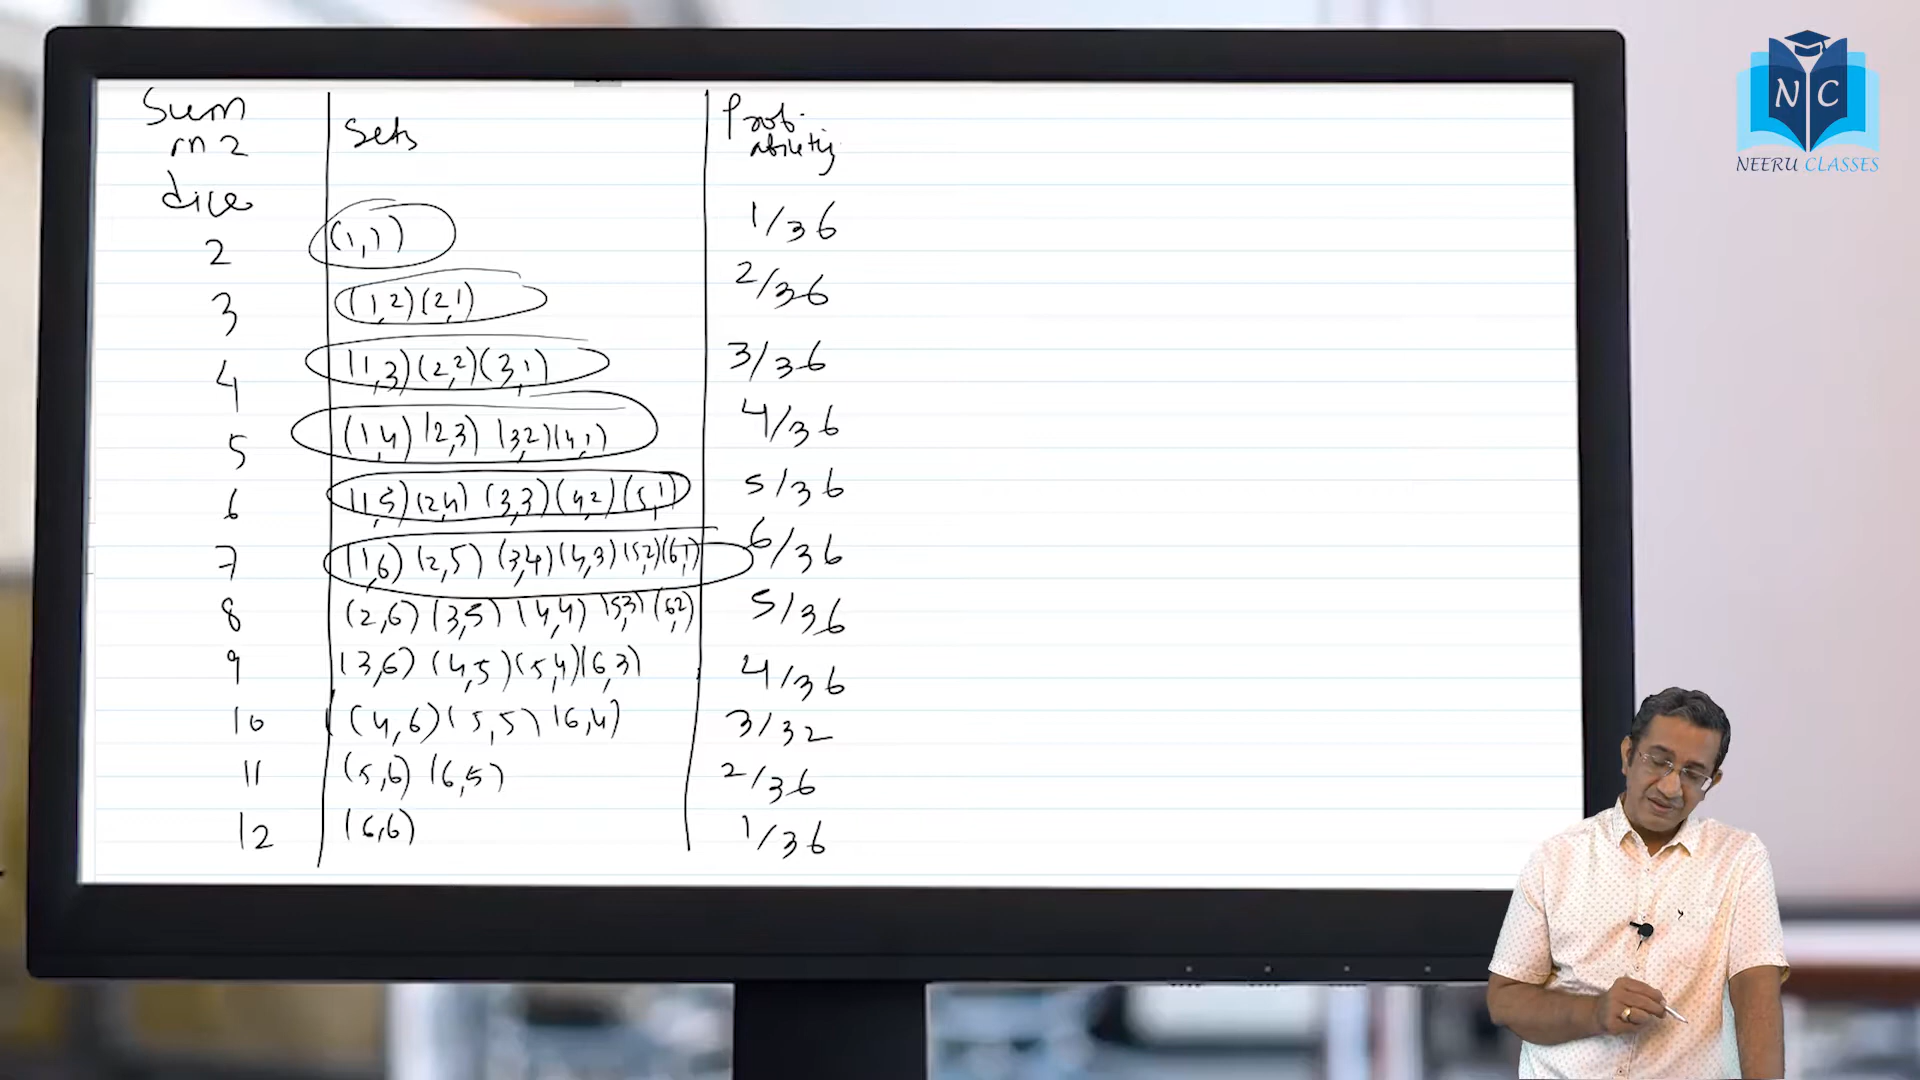 Sum
in 2
dice
Sets
Prob-
ability
2 (1,1) 1/36
3 (1,2)(2,1) 2/36
4 (1,3)(2,2)(3,1) 3/36
5 (1,4)(2,3)(3,2)(4,1) 4/36
6 (1,5)(2,4)(3,3)(4,2)(5,1) 5/36
7 (1,6)(2,5)(3,4)(4,3)(5,2)(6,1) 6/36
8 (2,6)(3,5)(4,4)(5,3)(6,2) 5/36
9 (3,6)(4,5)(5,4)(6,3) 4/36
10 (4,6)(5,5)(6,4) 3/32
11 (5,6)(6,5) 2/36
12 (6,6) 1/36
NC
NEERU CLASSES